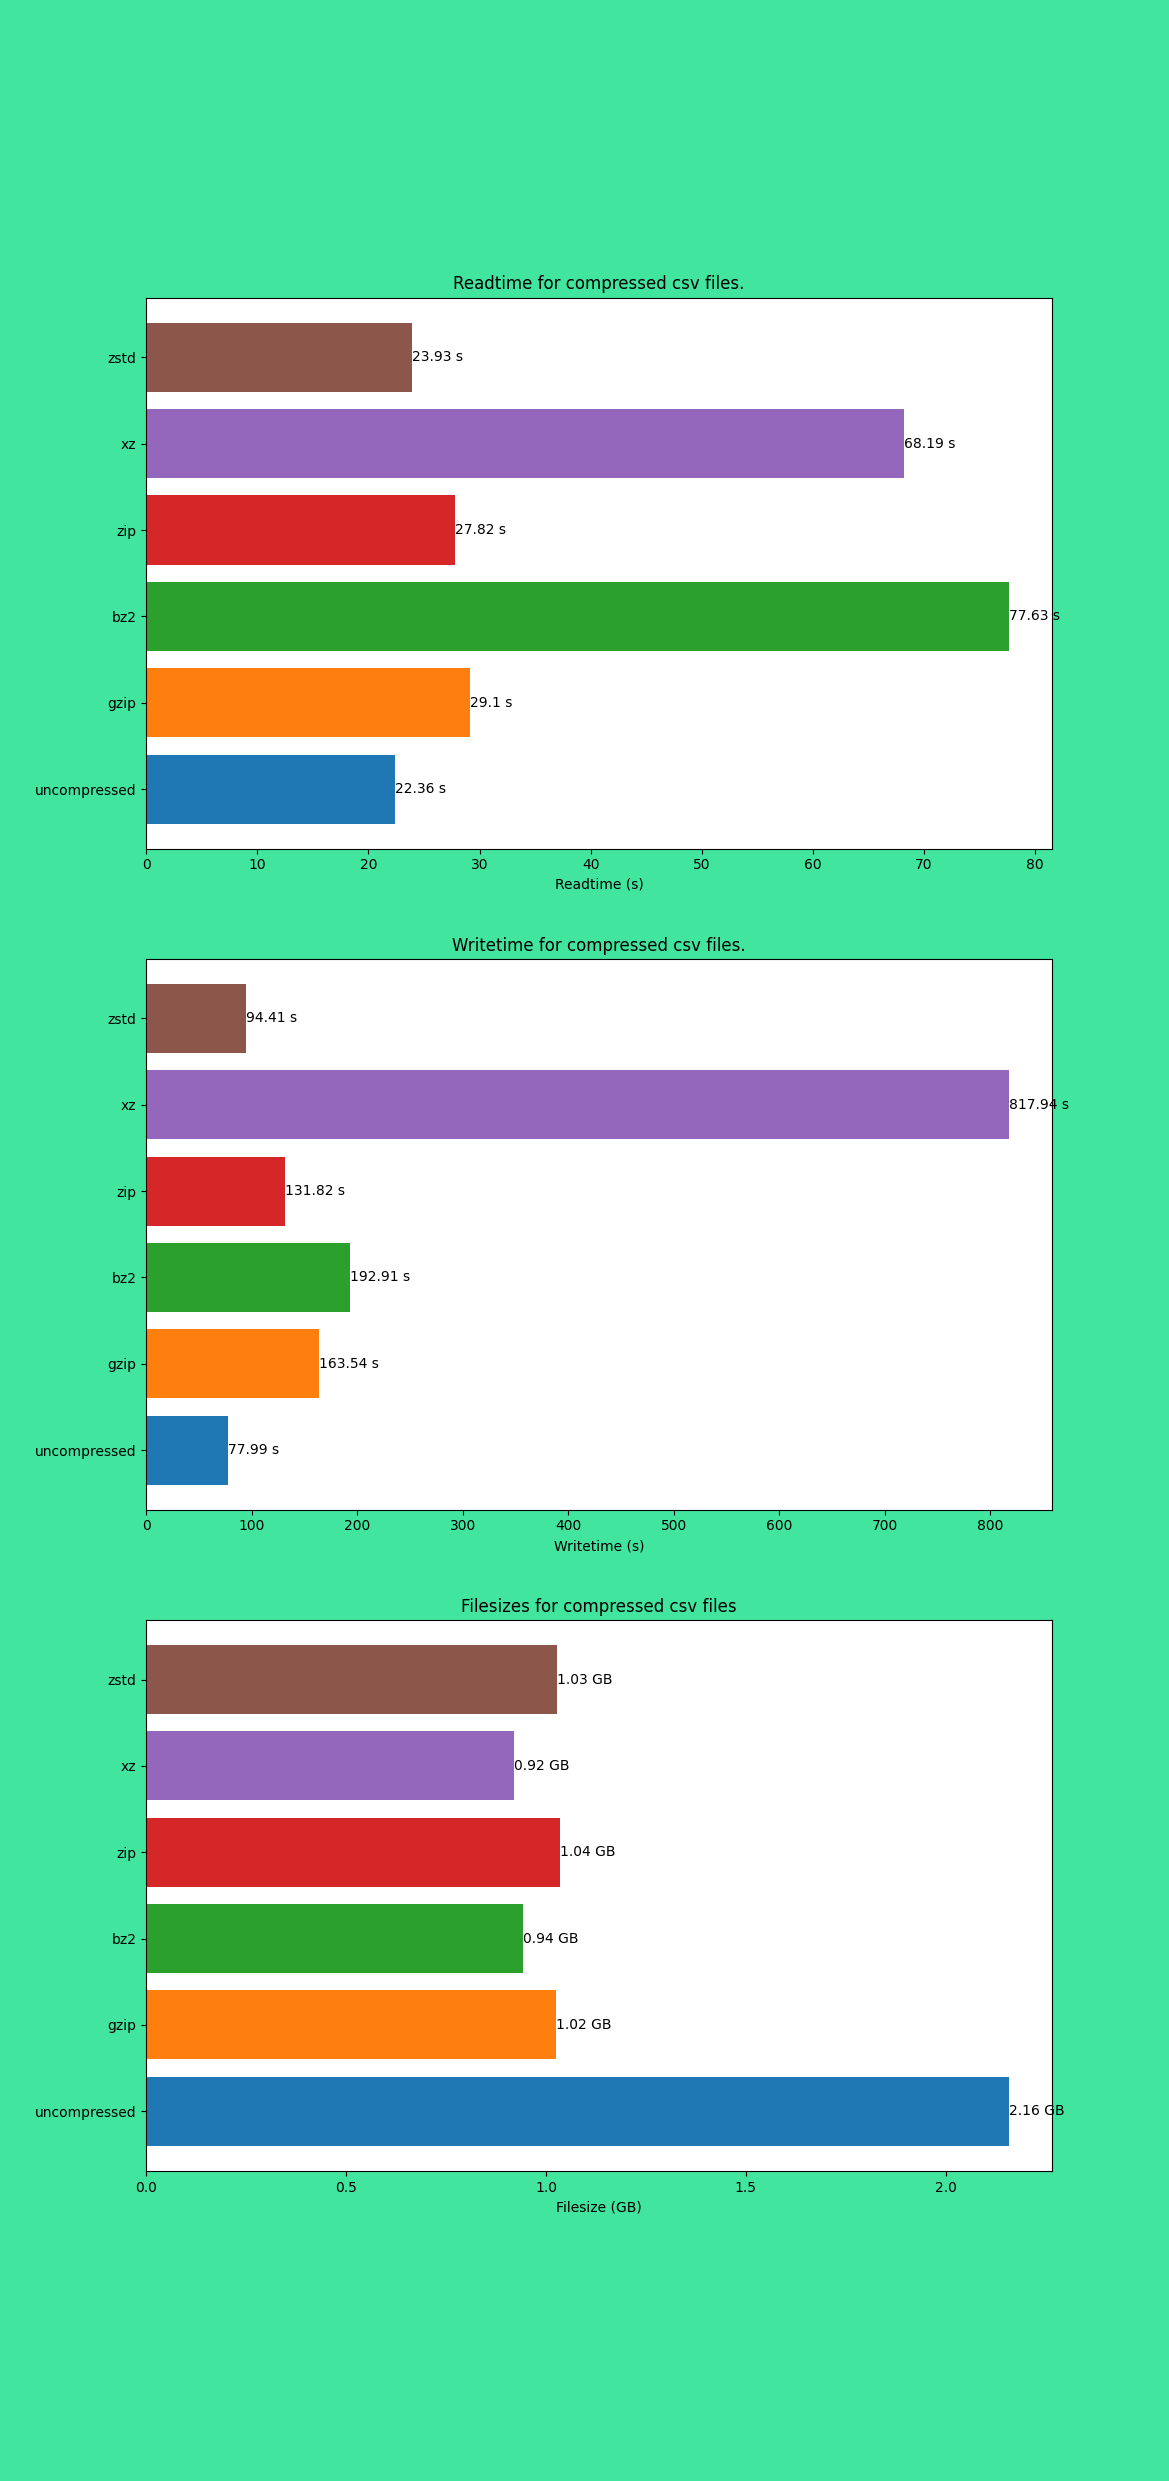 Readtime for compressed csv files.
zstd
23.93 s
xz
68.19 s
zip
27.82 s
bz2
77.63 s
gzip
29.1 s
uncompressed
22.36 s
0 10 20 30 40 50 60 70 80
Readtime (s)
Writetime for compressed csv files.
zstd
94.41 s
xz
817.94 s
zip
131.82 s
bz2
192.91 s
gzip
163.54 s
uncompressed
77.99 s
0 100 200 300 400 500 600 700 800
Writetime (s)
Filesizes for compressed csv files
zstd
1.03 GB
xz
0.92 GB
zip
1.04 GB
bz2
0.94 GB
gzip
1.02 GB
uncompressed
2.16 GB
0.0 0.5 1.0 1.5 2.0
Filesize (GB)